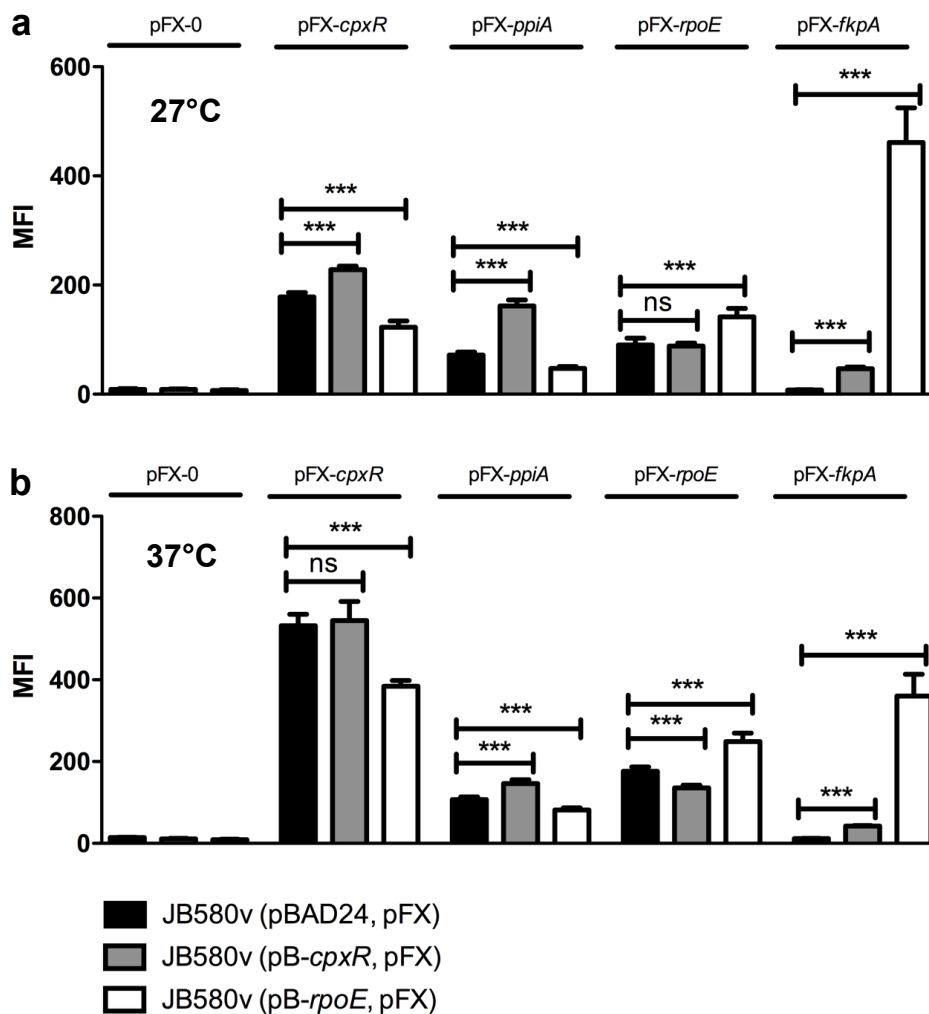 a
pFX-0 pFX-cpxR pFX-ppiA pFX-rpoE pFX-fkpA
600
400
200
0
MFI
27°C
*** ***
*** ***
*** ***
ns ***
*** ***
b
pFX-0 pFX-cpxR pFX-ppiA pFX-rpoE pFX-fkpA
800
600
400
200
0
MFI
37°C
ns ***
*** ***
*** ***
*** ***
JB580v (pBAD24, pFX)
JB580v (pB-cpxR, pFX)
JB580v (pB-rpoE, pFX)